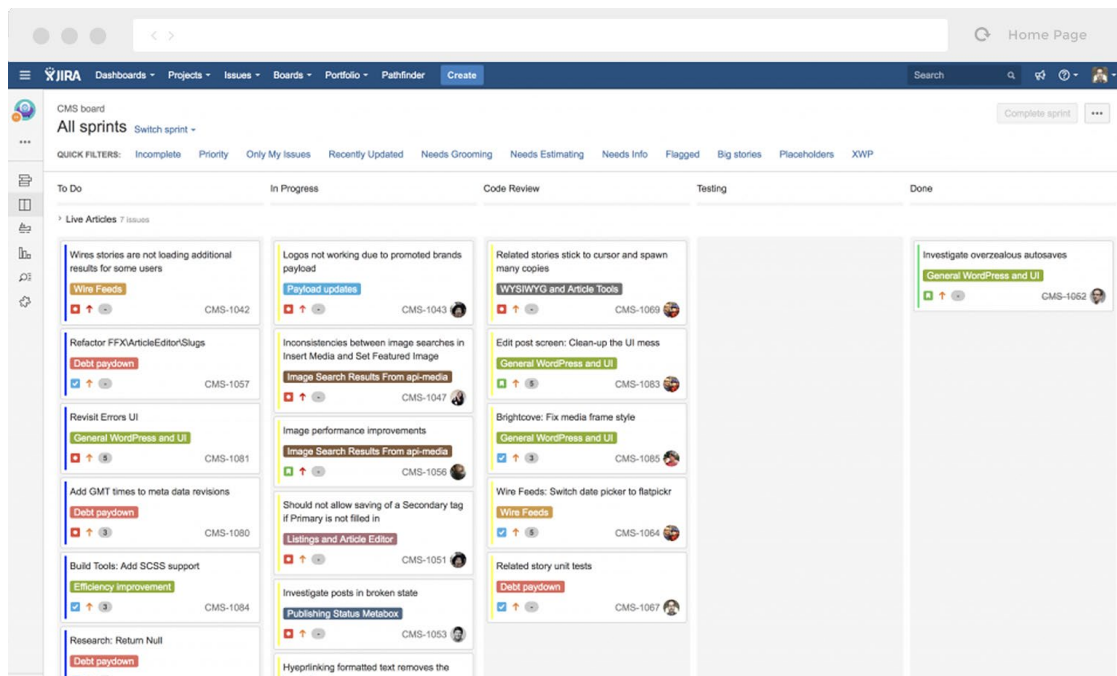 Home Page
JIRA Dashboards Projects Issues Boards Portfolio Pathfinder Create Search
CMS board
All sprints Switch sprint
Complete sprint
QUICK FILTERS: Incomplete Priority Only My Issues Recently Updated Needs Grooming Needs Estimating Needs Info Flagged Big stories Placeholders XWP
To Do
In Progress
Code Review
Testing
Done
Live Articles 7 issues
Wires stories are not loading additional
results for some users
Wire Feeds
CMS-1042
Refactor FFX\ArticleEditor\Slugs
Debt paydown
CMS-1057
Revisit Errors UI
General WordPress and UI
5 CMS-1081
Add GMT times to meta data revisions
Debt paydown
3 CMS-1080
Build Tools: Add SCSS support
Efficiency improvement
3 CMS-1084
Research: Return Null
Debt paydown
Logos not working due to promoted brands
payload
Payload updates
CMS-1043
Inconsistencies between image searches in
Insert Media and Set Featured Image
Image Search Results From api-media
CMS-1047
Image performance improvements
Image Search Results From api-media
CMS-1056
Should not allow saving of a Secondary tag
if Primary is not filled in
Listings and Article Editor
CMS-1051
Investigate posts in broken state
Publishing Status Metabox
CMS-1053
Hyeprlinking formatted text removes the
Related stories stick to cursor and spawn
many copies
WYSIWYG and Article Tools
CMS-1069
Edit post screen: Clean-up the UI mess
General WordPress and UI
5 CMS-1083
Brightcove: Fix media frame style
General WordPress and UI
3 CMS-1085
Wire Feeds: Switch date picker to flatpickr
Wire Feeds
5 CMS-1064
Related story unit tests
Debt paydown
CMS-1067
Investigate overzealous autosaves
General WordPress and UI
CMS-1052